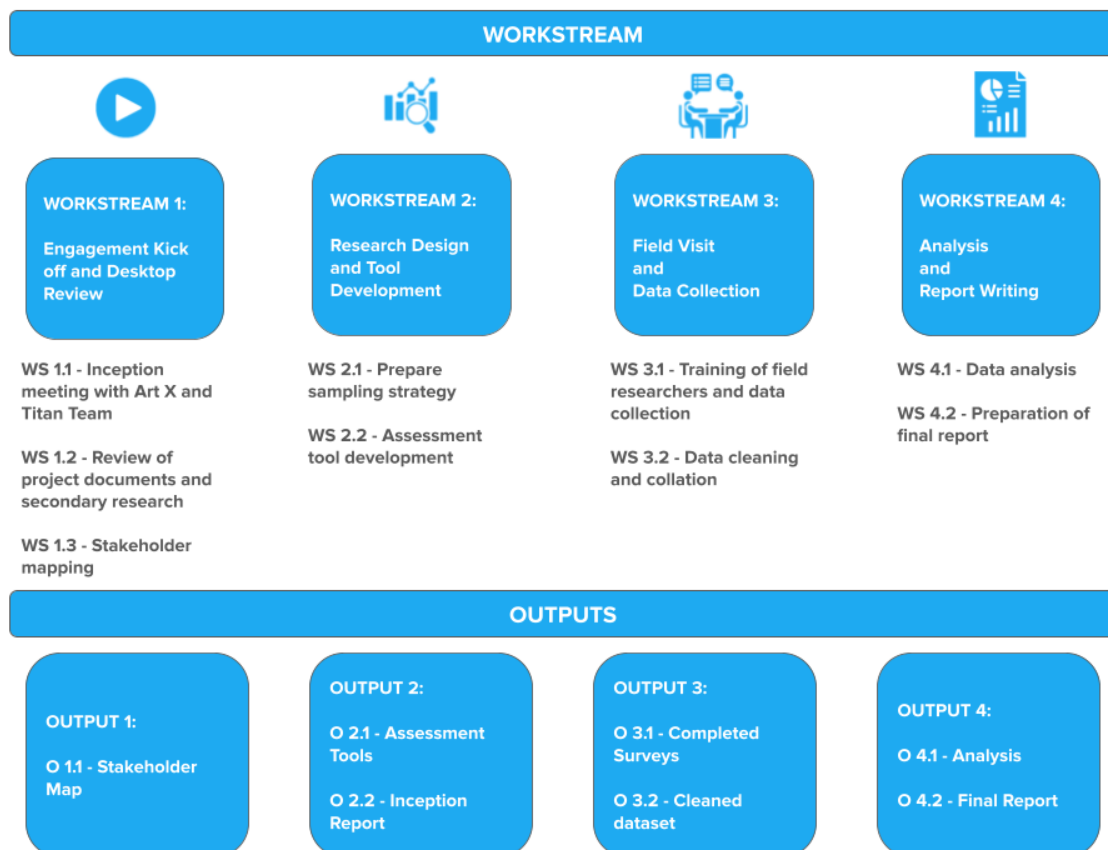 WORKSTREAM
WORKSTREAM 1:
Engagement Kick
off and Desktop
Review
WORKSTREAM 2:
Research Design
and Tool
Development
WORKSTREAM 3:
Field Visit
and
Data Collection
WORKSTREAM 4:
Analysis
and
Report Writing
WS 1.1 - Inception
meeting with Art X and
Titan Team
WS 1.2 - Review of
project documents and
secondary research
WS 1.3 - Stakeholder
mapping
WS 2.1 - Prepare
sampling strategy
WS 2.2 - Assessment
tool development
WS 3.1 - Training of field
researchers and data
collection
WS 3.2 - Data cleaning
and collation
WS 4.1 - Data analysis
WS 4.2 - Preparation of
final report
OUTPUTS
OUTPUT 1:
O 1.1 - Stakeholder
Map
OUTPUT 2:
O 2.1 - Assessment
Tools
O 2.2 - Inception
Report
OUTPUT 3:
O 3.1 - Completed
Surveys
O 3.2 - Cleaned
dataset
OUTPUT 4:
O 4.1 - Analysis
O 4.2 - Final Report